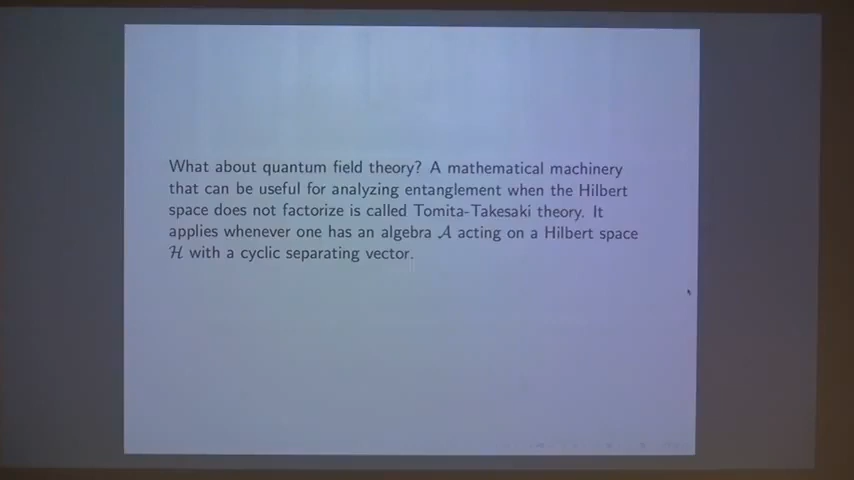 What about quantum field theory? A mathematical machinery
that can be useful for analyzing entanglement when the Hilbert
space does not factorize is called Tomita-Takesaki theory. It
applies whenever one has an algebra 𝒜 acting on a Hilbert space
ℋ with a cyclic separating vector.